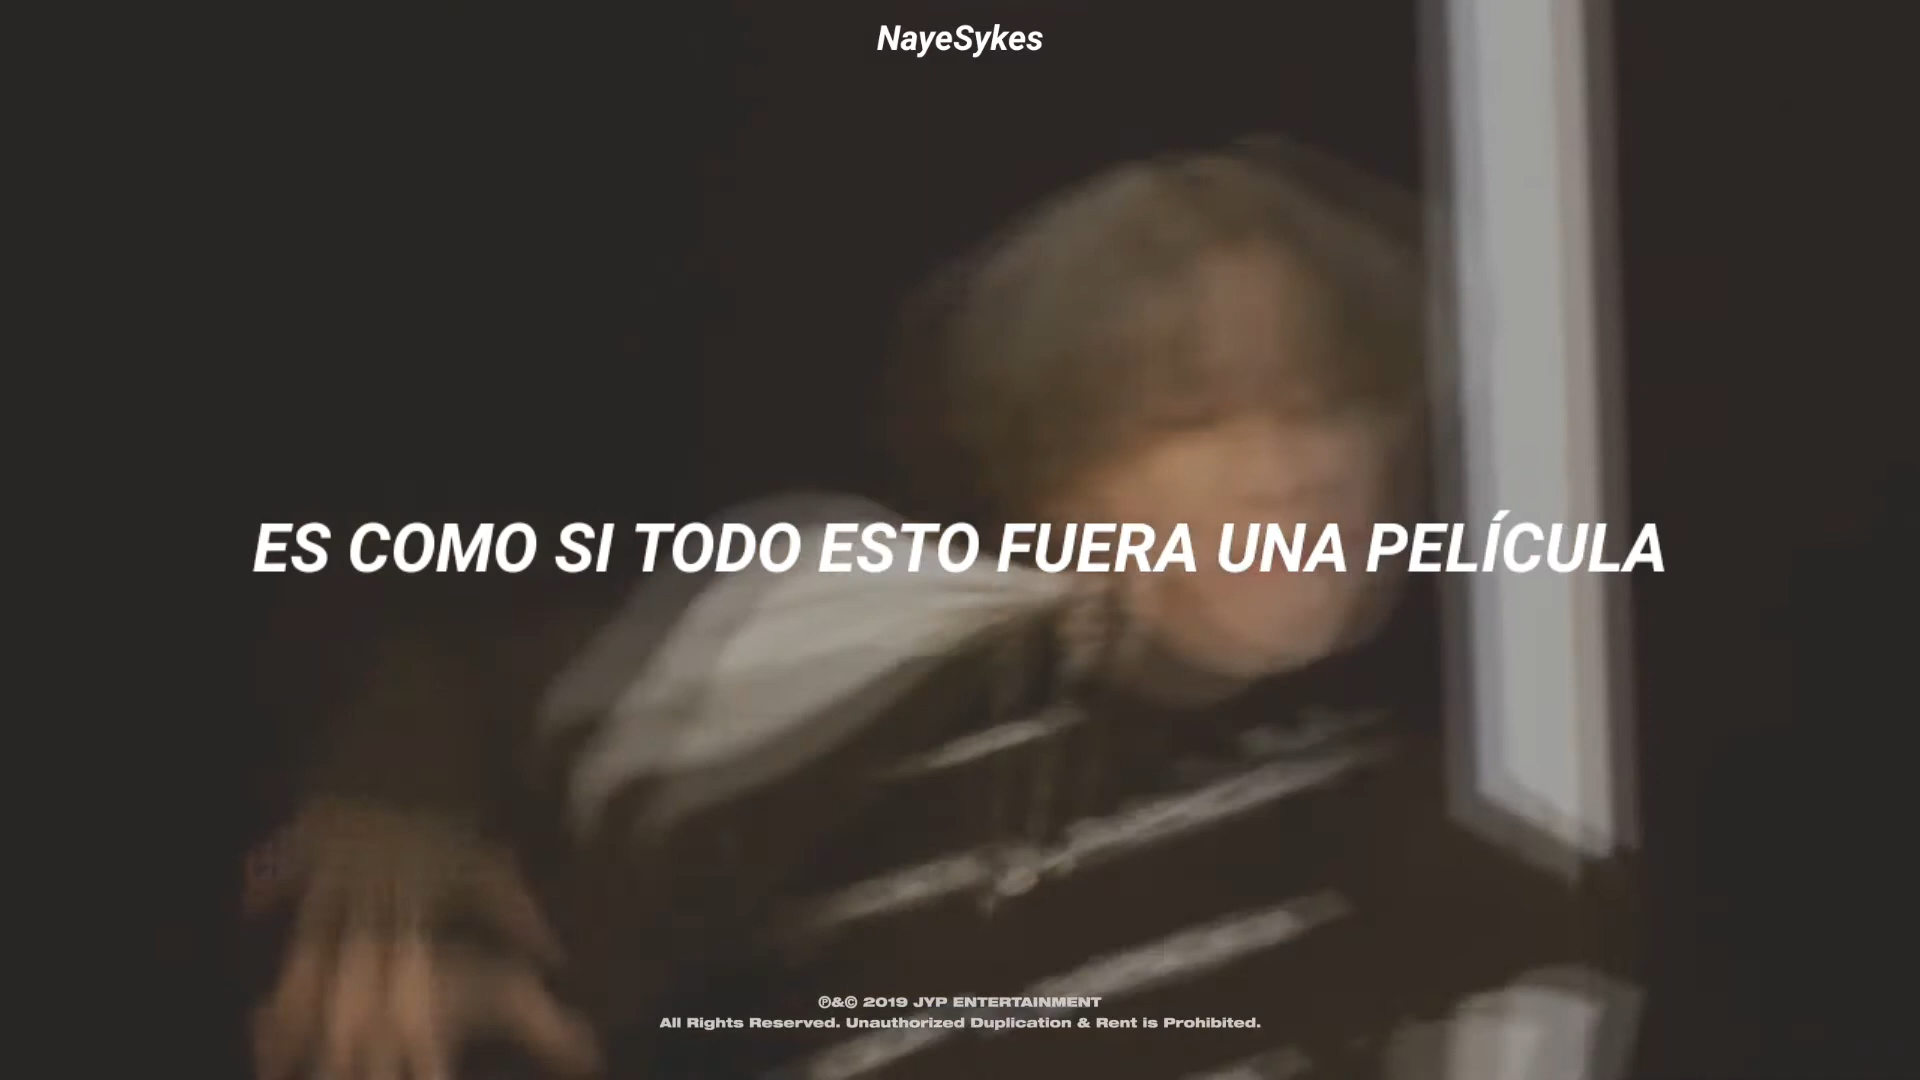 NayeSykes
ES COMO SI TODO ESTO FUERA UNA PELÍCULA
℗&© 2019 JYP ENTERTAINMENT
All Rights Reserved. Unauthorized Duplication & Rent is Prohibited.